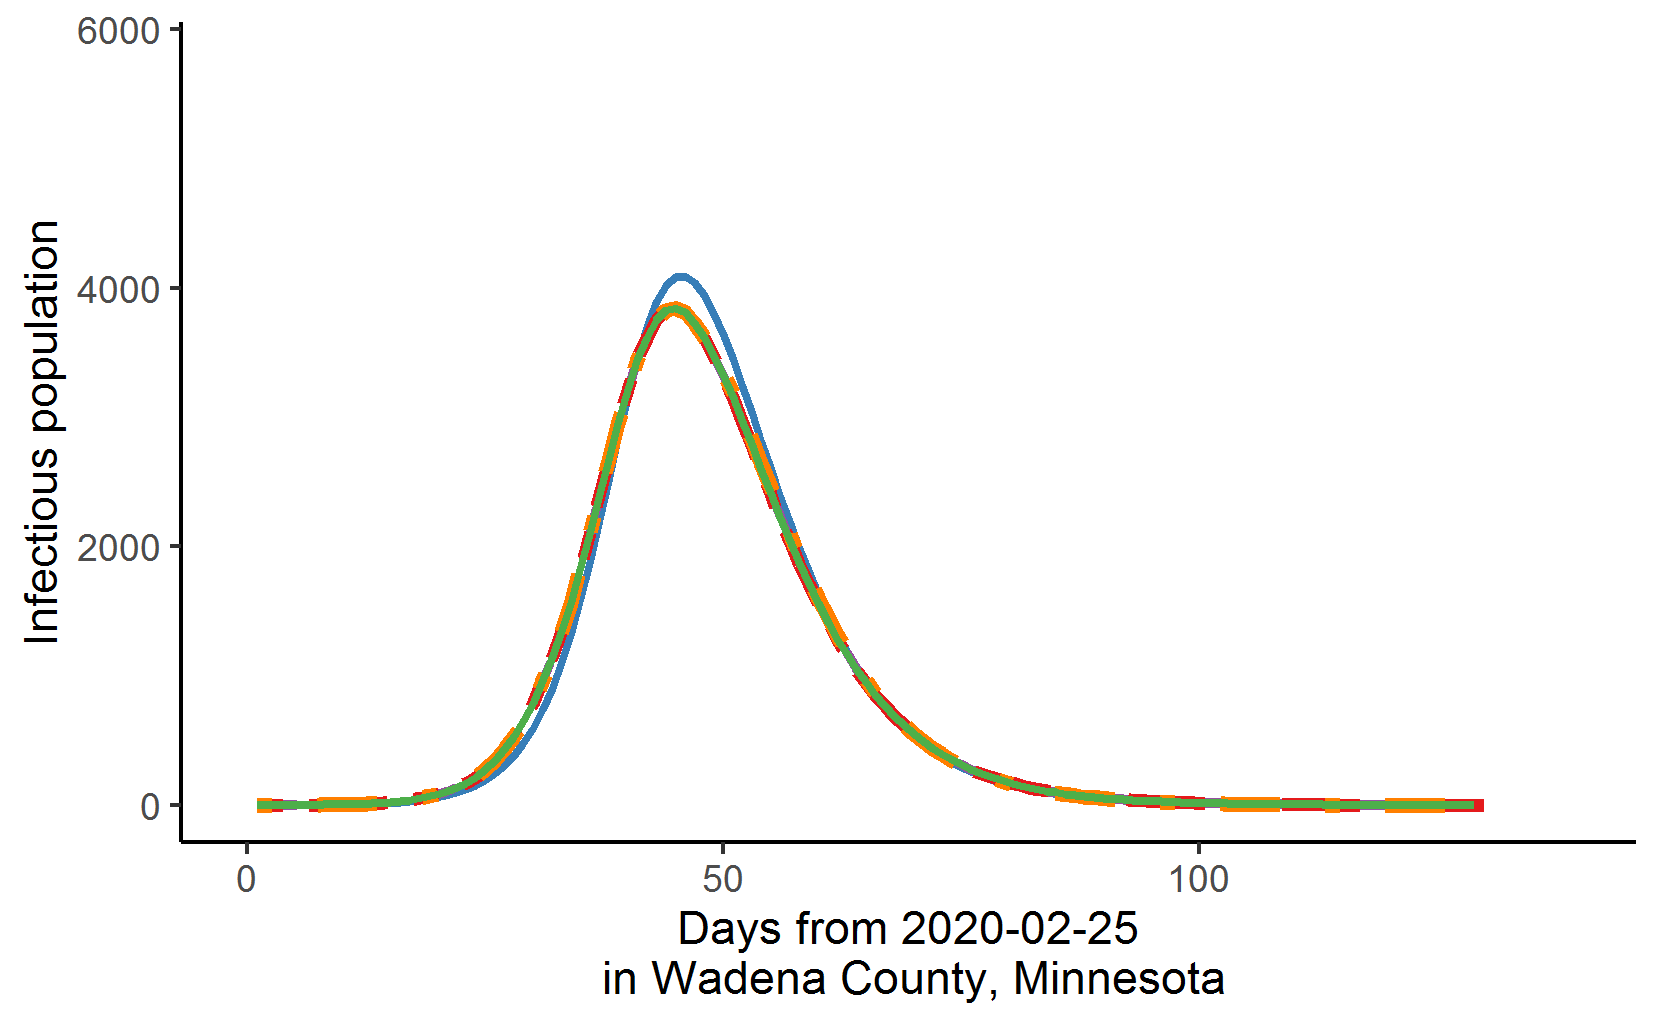 6000
4000
2000
0
Infectious population
0 50 100
Days from 2020-02-25
in Wadena County, Minnesota